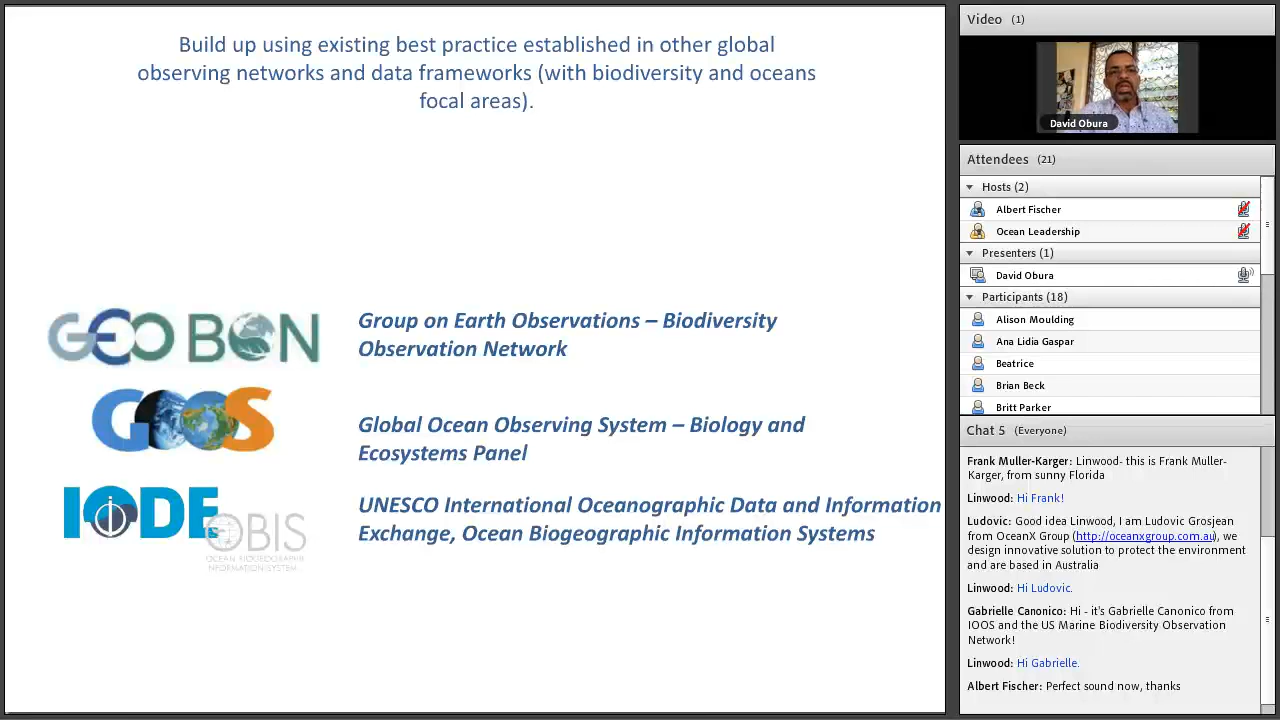 Build up using existing best practice established in other global
observing networks and data frameworks (with biodiversity and oceans
focal areas).
GEO BON
Group on Earth Observations – Biodiversity
Observation Network
GOOS
Global Ocean Observing System – Biology and
Ecosystems Panel
IODE
OBIS
OCEAN BIOGEOGRAPHIC
INFORMATION SYSTEM
UNESCO International Oceanographic Data and Information
Exchange, Ocean Biogeographic Information Systems
Video (1)
David Obura
Attendees (21)
Hosts (2)
Albert Fischer
Ocean Leadership
Presenters (1)
David Obura
Participants (18)
Alison Moulding
Ana Lidia Gaspar
Beatrice
Brian Beck
Britt Parker
Chat 5 (Everyone)
Frank Muller-Karger: Linwood- this is Frank Muller-
Karger, from sunny Florida
Linwood: Hi Frank!
Ludovic: Good idea Linwood, I am Ludovic Grosjean
from OceanX Group (http://oceanxgroup.com.au), we
design innovative solution to protect the environment
and are based in Australia
Linwood: Hi Ludovic.
Gabrielle Canonico: Hi - it's Gabrielle Canonico from
IOOS and the US Marine Biodiversity Observation
Network!
Linwood: Hi Gabrielle.
Albert Fischer: Perfect sound now, thanks